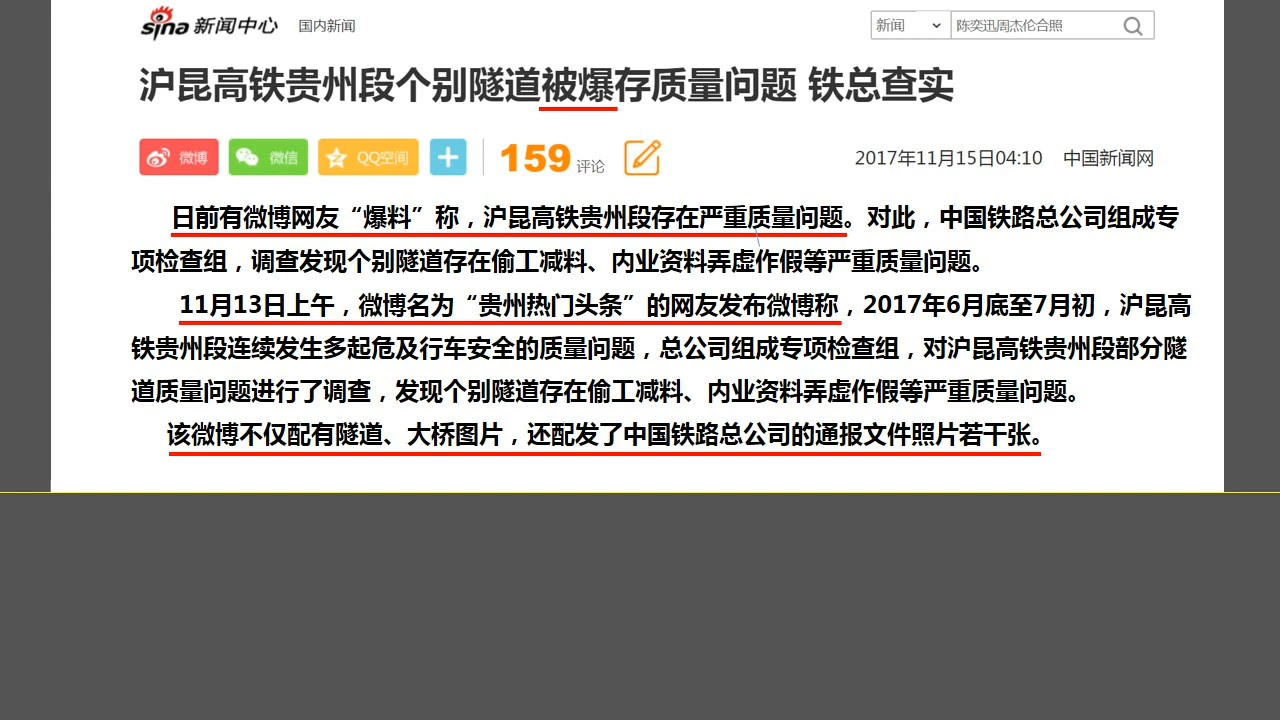 sina 新闻中心 国内新闻 新闻 陈奕迅周杰伦合照
沪昆高铁贵州段个别隧道被爆存质量问题 铁总查实
微博 微信 QQ空间 159 评论 2017年11月15日04:10 中国新闻网
日前有微博网友“爆料”称，沪昆高铁贵州段存在严重质量问题。对此，中国铁路总公司组成专
项检查组，调查发现个别隧道存在偷工减料、内业资料弄虚作假等严重质量问题。
11月13日上午，微博名为“贵州热门头条”的网友发布微博称，2017年6月底至7月初，沪昆高
铁贵州段连续发生多起危及行车安全的质量问题，总公司组成专项检查组，对沪昆高铁贵州段部分隧
道质量问题进行了调查，发现个别隧道存在偷工减料、内业资料弄虚作假等严重质量问题。
该微博不仅配有隧道、大桥图片，还配发了中国铁路总公司的通报文件照片若干张。